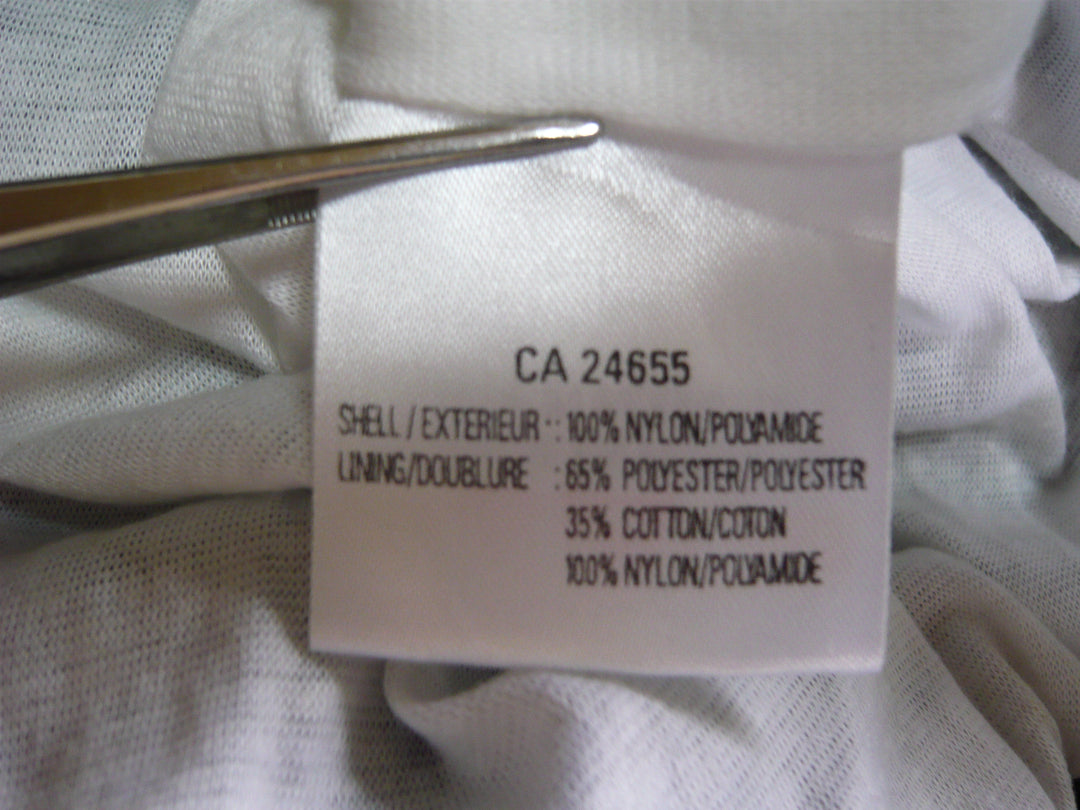 CA 24655
SHELL / EXTERIEUR : 100% NYLON/POLYAMIDE
LINING/DOUBLURE : 65% POLYESTER/POLYESTER
35% COTTON/COTON
100% NYLON/POLYAMIDE